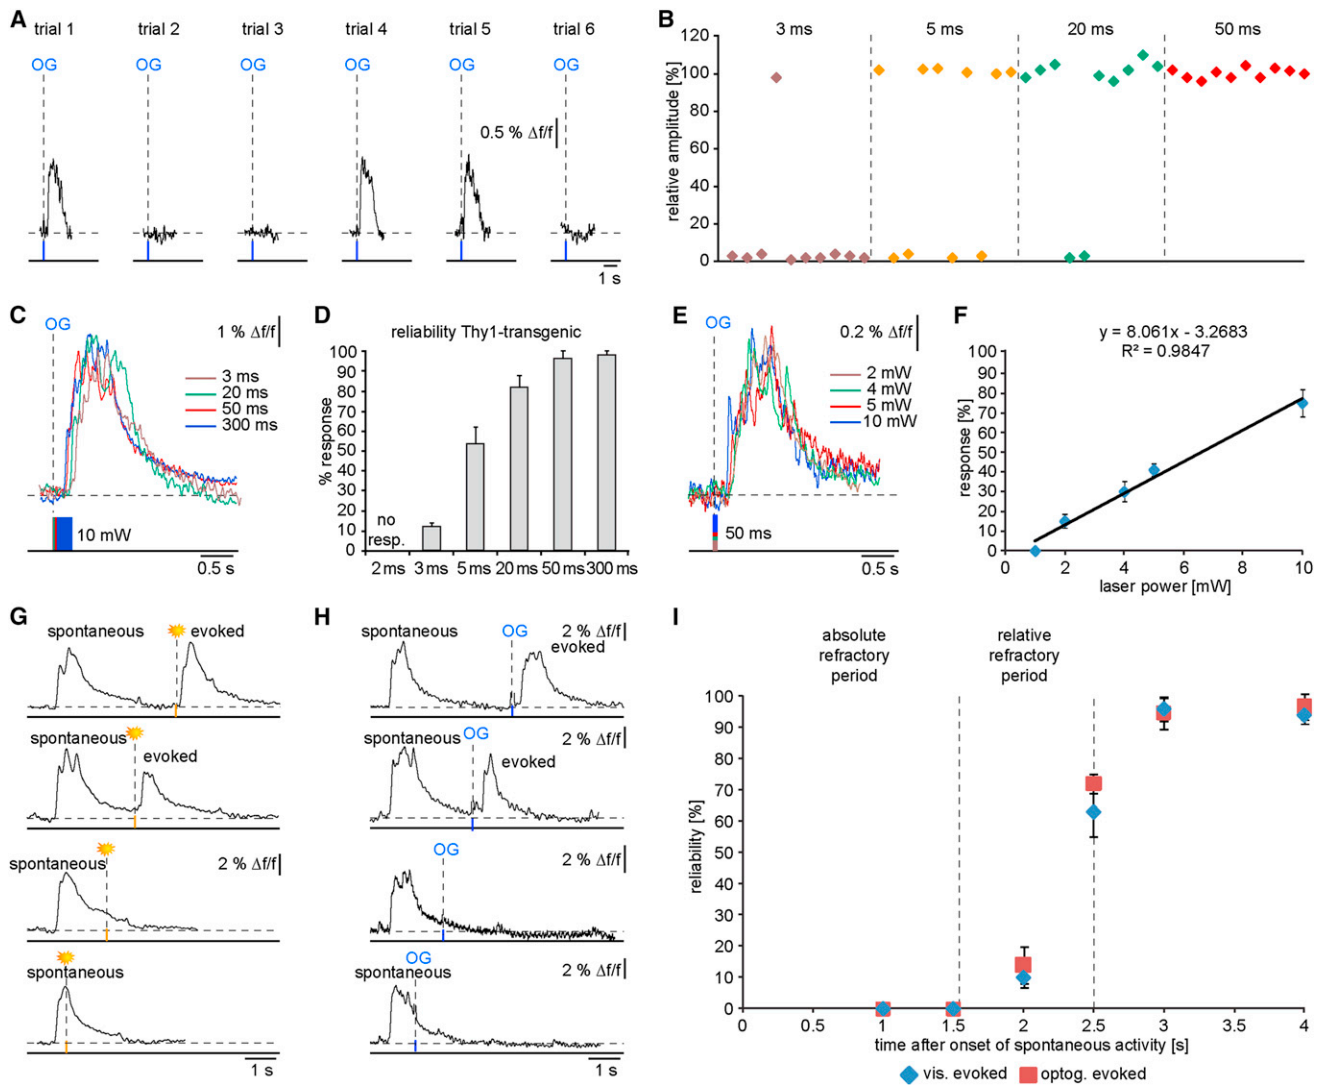 A
trial 1 trial 2 trial 3 trial 4 trial 5 trial 6
OG OG OG OG OG OG
0.5 % Δf/f
1 s
B
3 ms 5 ms 20 ms 50 ms
relative amplitude [%]
120
100
80
60
40
20
0
C
OG
1 % Δf/f
3 ms
20 ms
50 ms
300 ms
10 mW
0.5 s
D
reliability Thy1-transgenic
% response
100
90
80
70
60
50
40
30
20
10
0
no
resp.
2 ms 3 ms 5 ms 20 ms 50 ms 300 ms
E
OG
0.2 % Δf/f
2 mW
4 mW
5 mW
10 mW
50 ms
0.5 s
F
y = 8.061x - 3.2683
R² = 0.9847
response [%]
100
90
80
70
60
50
40
30
20
10
0
0 2 4 6 8 10
laser power [mW]
G
spontaneous evoked
spontaneous
evoked
spontaneous
2 % Δf/f
spontaneous
1 s
H
spontaneous OG 2 % Δf/f
evoked
spontaneous OG 2 % Δf/f
evoked
OG 2 % Δf/f
OG
spontaneous 2 % Δf/f
1 s
I
absolute
refractory
period
relative
refractory
period
reliability [%]
100
90
80
70
60
50
40
30
20
10
0
0 0.5 1 1.5 2 2.5 3 3.5 4
time after onset of spontaneous activity [s]
vis. evoked optog. evoked